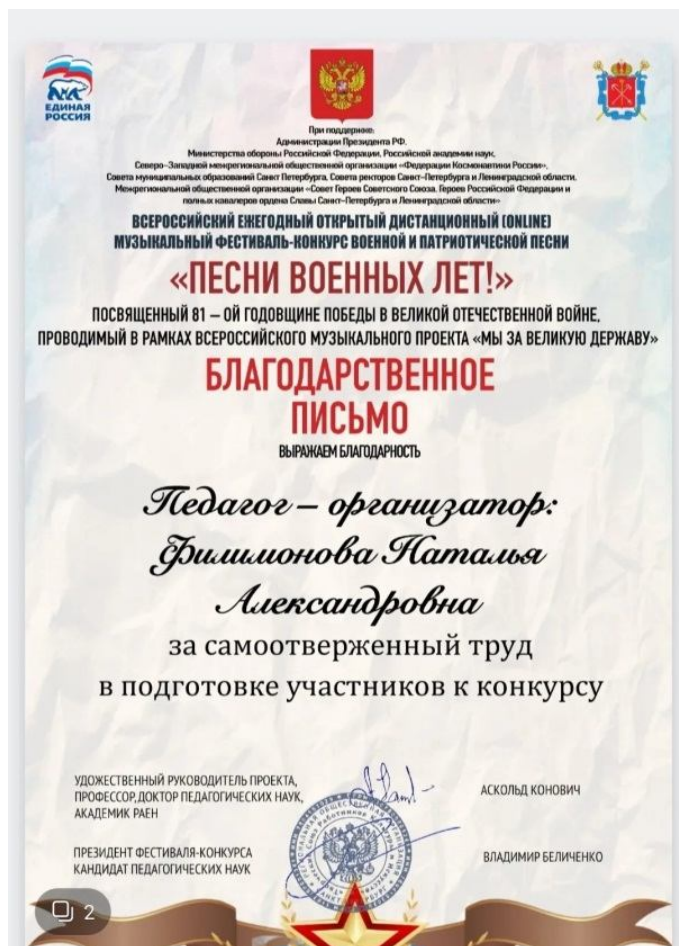 ЕДИНАЯ
РОССИЯ
При поддержке:
Администрации Президента РФ,
Министерства обороны Российской Федерации, Российской академии наук,
Северо-Западной межрегиональной общественной организации «Федерации Космонавтики России»,
Совета муниципальных образований Санкт Петербурга, Совета ректоров Санкт-Петербурга и Ленинградской области,
Межрегиональной общественной организации «Совет Героев Советского Союза, Героев Российской Федерации и
полных кавалеров ордена Славы Санкт-Петербурга и Ленинградской области»
ВСЕРОССИЙСКИЙ ЕЖЕГОДНЫЙ ОТКРЫТЫЙ ДИСТАНЦИОННЫЙ (ONLINE)
МУЗЫКАЛЬНЫЙ ФЕСТИВАЛЬ-КОНКУРС ВОЕННОЙ И ПАТРИОТИЧЕСКОЙ ПЕСНИ
«ПЕСНИ ВОЕННЫХ ЛЕТ!»
ПОСВЯЩЕННЫЙ 81 – ОЙ ГОДОВЩИНЕ ПОБЕДЫ В ВЕЛИКОЙ ОТЕЧЕСТВЕННОЙ ВОЙНЕ,
ПРОВОДИМЫЙ В РАМКАХ ВСЕРОССИЙСКОГО МУЗЫКАЛЬНОГО ПРОЕКТА «МЫ ЗА ВЕЛИКУЮ ДЕРЖАВУ»
БЛАГОДАРСТВЕННОЕ
ПИСЬМО
ВЫРАЖАЕМ БЛАГОДАРНОСТЬ
Педагог – организатор:
Филимонова Наталья
Александровна
за самоотверженный труд
в подготовке участников к конкурсу
УДОЖЕСТВЕННЫЙ РУКОВОДИТЕЛЬ ПРОЕКТА,
ПРОФЕССОР, ДОКТОР ПЕДАГОГИЧЕСКИХ НАУК,
АКАДЕМИК РАЕН
АСКОЛЬД КОНОВИЧ
ПРЕЗИДЕНТ ФЕСТИВАЛЯ-КОНКУРСА
КАНДИДАТ ПЕДАГОГИЧЕСКИХ НАУК
ВЛАДИМИР БЕЛИЧЕНКО
2